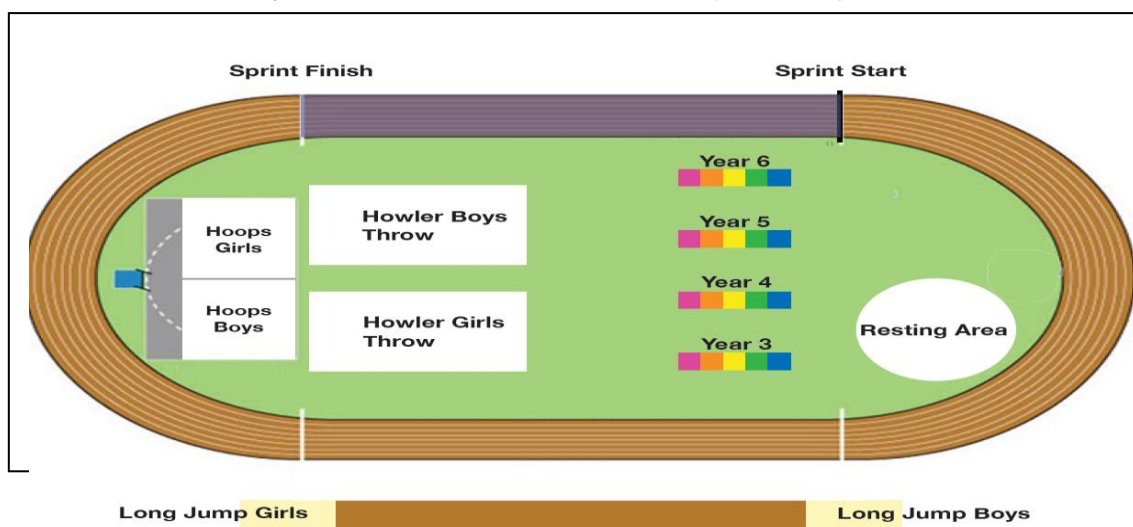 Sprint Finish
Sprint Start
Year 6
Hoops
Girls
Howler Boys
Throw
Year 5
Hoops
Boys
Howler Girls
Throw
Year 4
Resting Area
Year 3
Long Jump Girls
Long Jump Boys